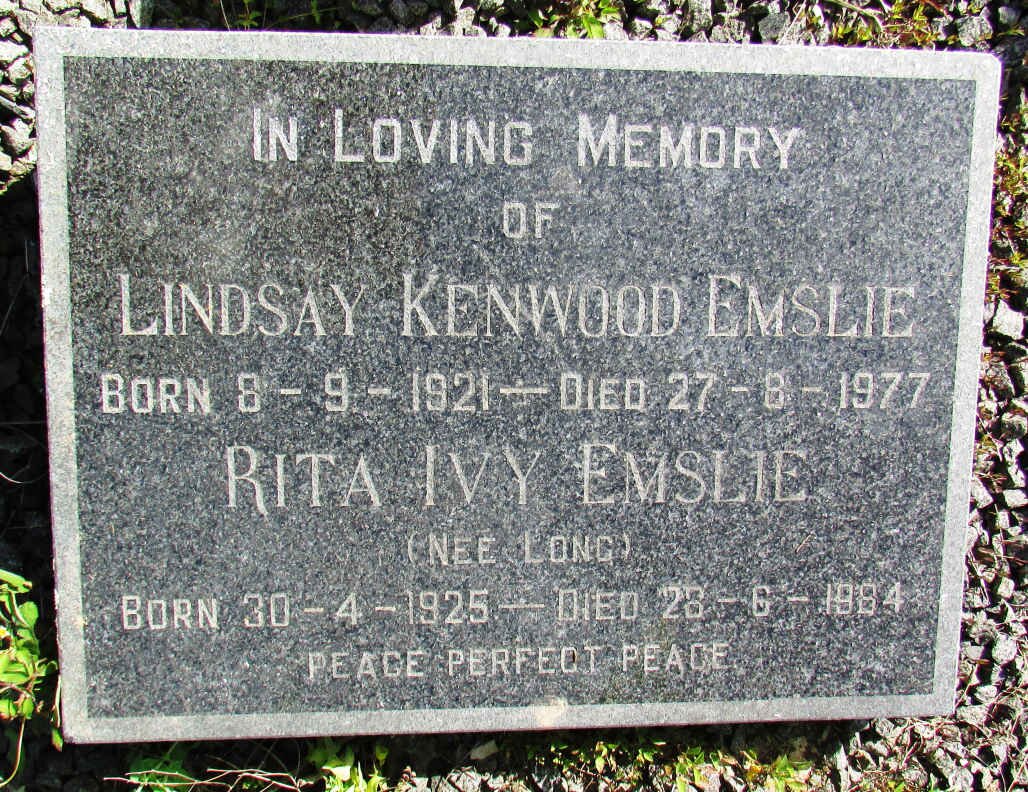 IN LOVING MEMORY
OF
LINDSAY KENWOOD EMSLIE
BORN 8 - 9 - 1921 — DIED 27 - 8 - 1977
RITA IVY EMSLIE
(NEE LONG)
BORN 30 - 4 - 1925 — DIED 28 - 6 - 1984
PEACE PERFECT PEACE